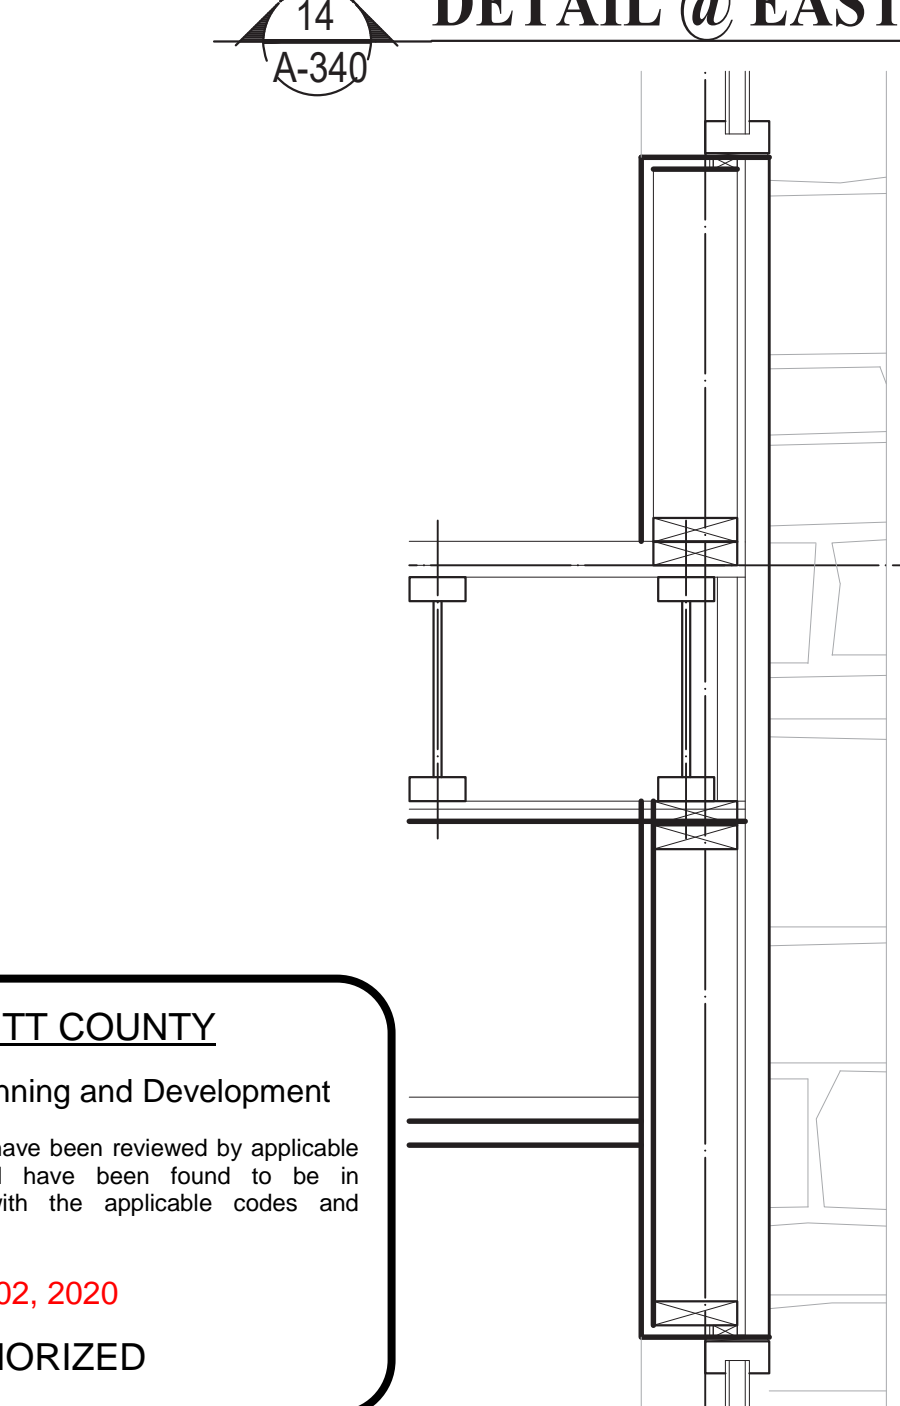 14
DETAIL @ EAST
A-340
TT COUNTY
nning and Development
have been reviewed by applicable
have been found to be in
with the applicable codes and
02, 2020
HORIZED